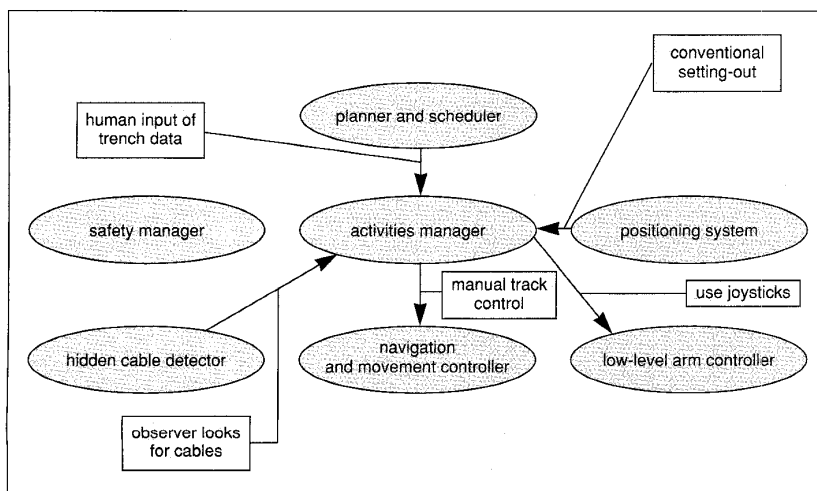 conventional
setting-out
human input of
trench data
planner and scheduler
safety manager
activities manager
positioning system
manual track
control
use joysticks
hidden cable detector
navigation
and movement controller
low-level arm controller
observer looks
for cables